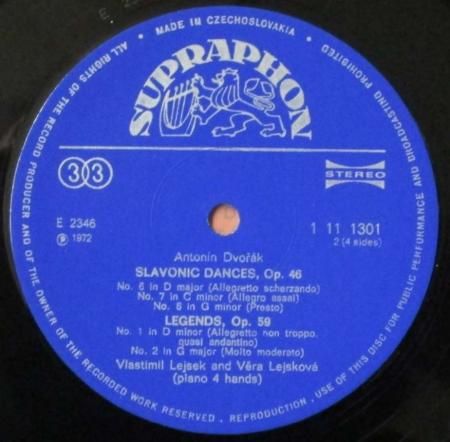 MADE IN CZECHOSLOVAKIA
ALL RIGHTS OF THE RECORD PRODUCER AND OF THE OWNER OF THE RECORDED WORK RESERVED . REPRODUCTION . USE OF THIS DISC FOR PUBLIC PERFORMANCE AND BROADCASTING PROHIBITED
SUPRAPHON
33
STEREO
E 2346
1 11 1301
℗ 1972
2 (4 sides)
Antonín Dvořák
SLAVONIC DANCES, Op. 46
No. 6 in D major (Allegretto scherzando)
No. 7 in C minor (Allegro assai)
No. 8 in G minor (Presto)
LEGENDS, Op. 59
No. 1 in D minor (Allegretto non troppo,
quasi andantino)
No. 2 in G major (Molto moderato)
Vlastimil Lejsek and Věra Lejsková
(piano 4 hands)